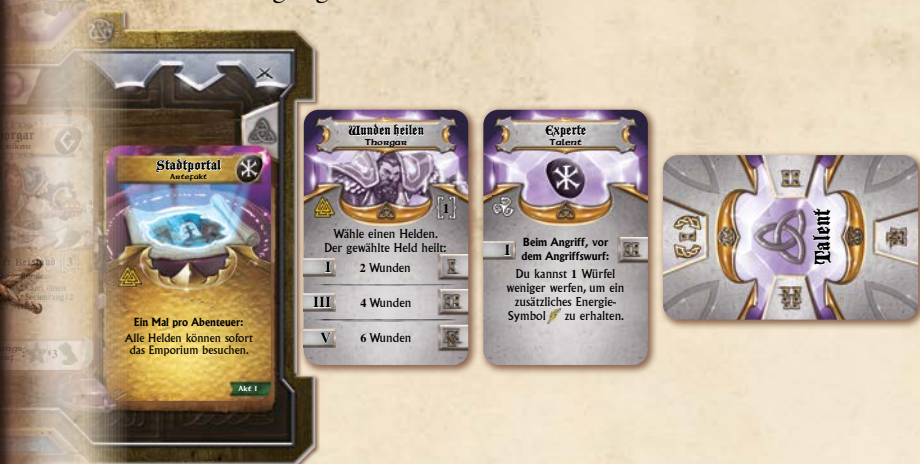 Stadtportal
Artefakt
Ein Mal pro Abenteuer:
Alle Helden können sofort
das Emporium besuchen.
Akt 1
Wunden heilen
Thorgar
1
Wähle einen Helden.
Der gewählte Held heilt:
I 2 Wunden
III 4 Wunden
V 6 Wunden
Experte
Talent
I
Beim Angriff, vor
dem Angriffswurf:
Du kannst 1 Würfel
weniger werfen, um ein
zusätzliches Energie-
Symbol zu erhalten.
Talent